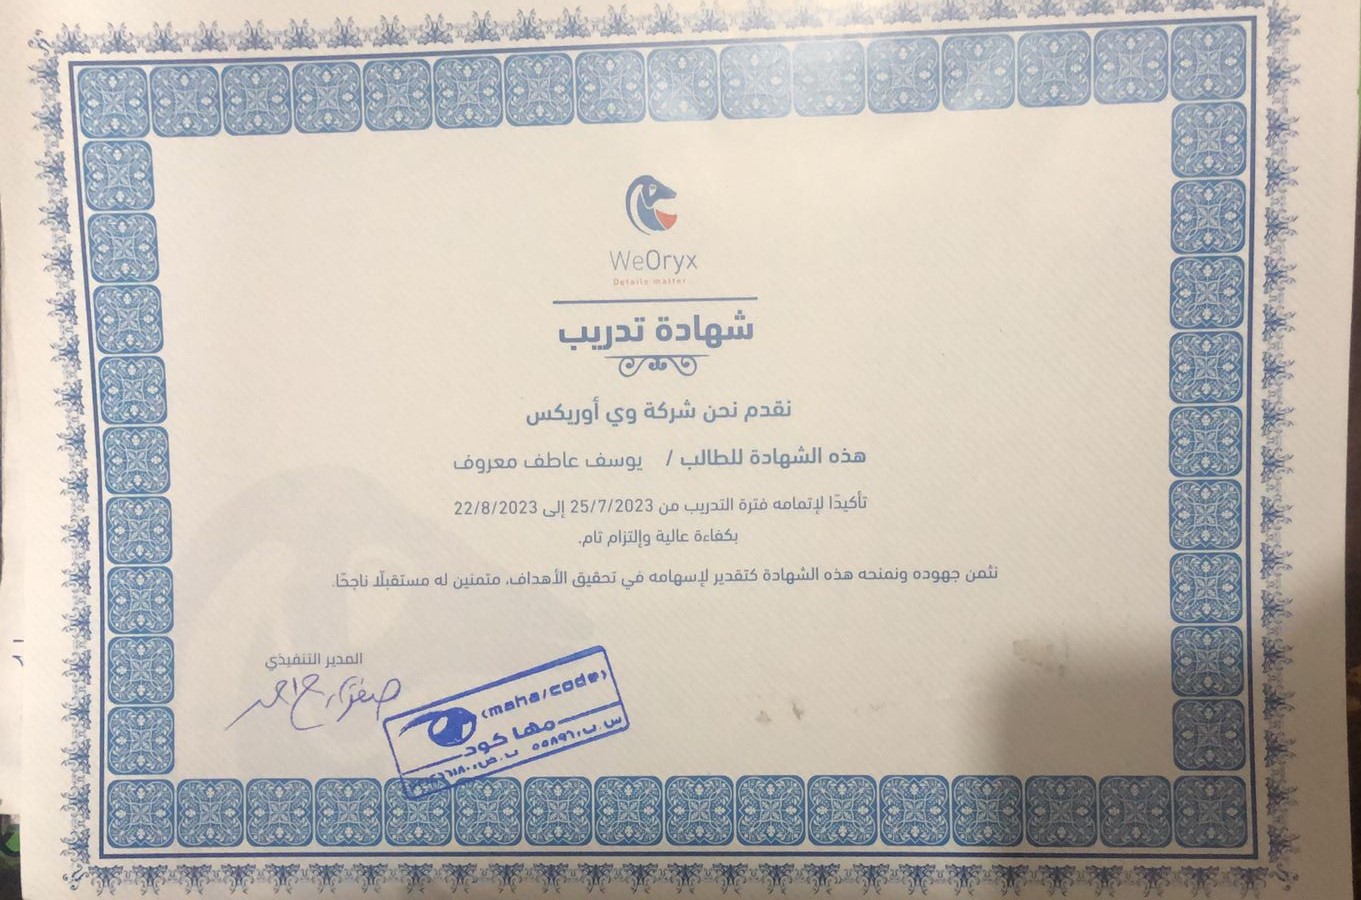 WeOryx
Details matter
شهادة تدريب
نقدم نحن شركة وي أوريكس
هذه الشهادة للطالب / يوسف عاطف معروف
تأكيدًا لإتمامه فترة التدريب من 25/7/2023 إلى 22/8/2023
بكفاءة عالية وإلتزام تام.
نثمن جهوده ونمنحه هذه الشهادة كتقدير لإسهامه في تحقيق الأهداف، متمنين له مستقبلًا ناجحًا.
المدير التنفيذي
(maha/code)
مها كود